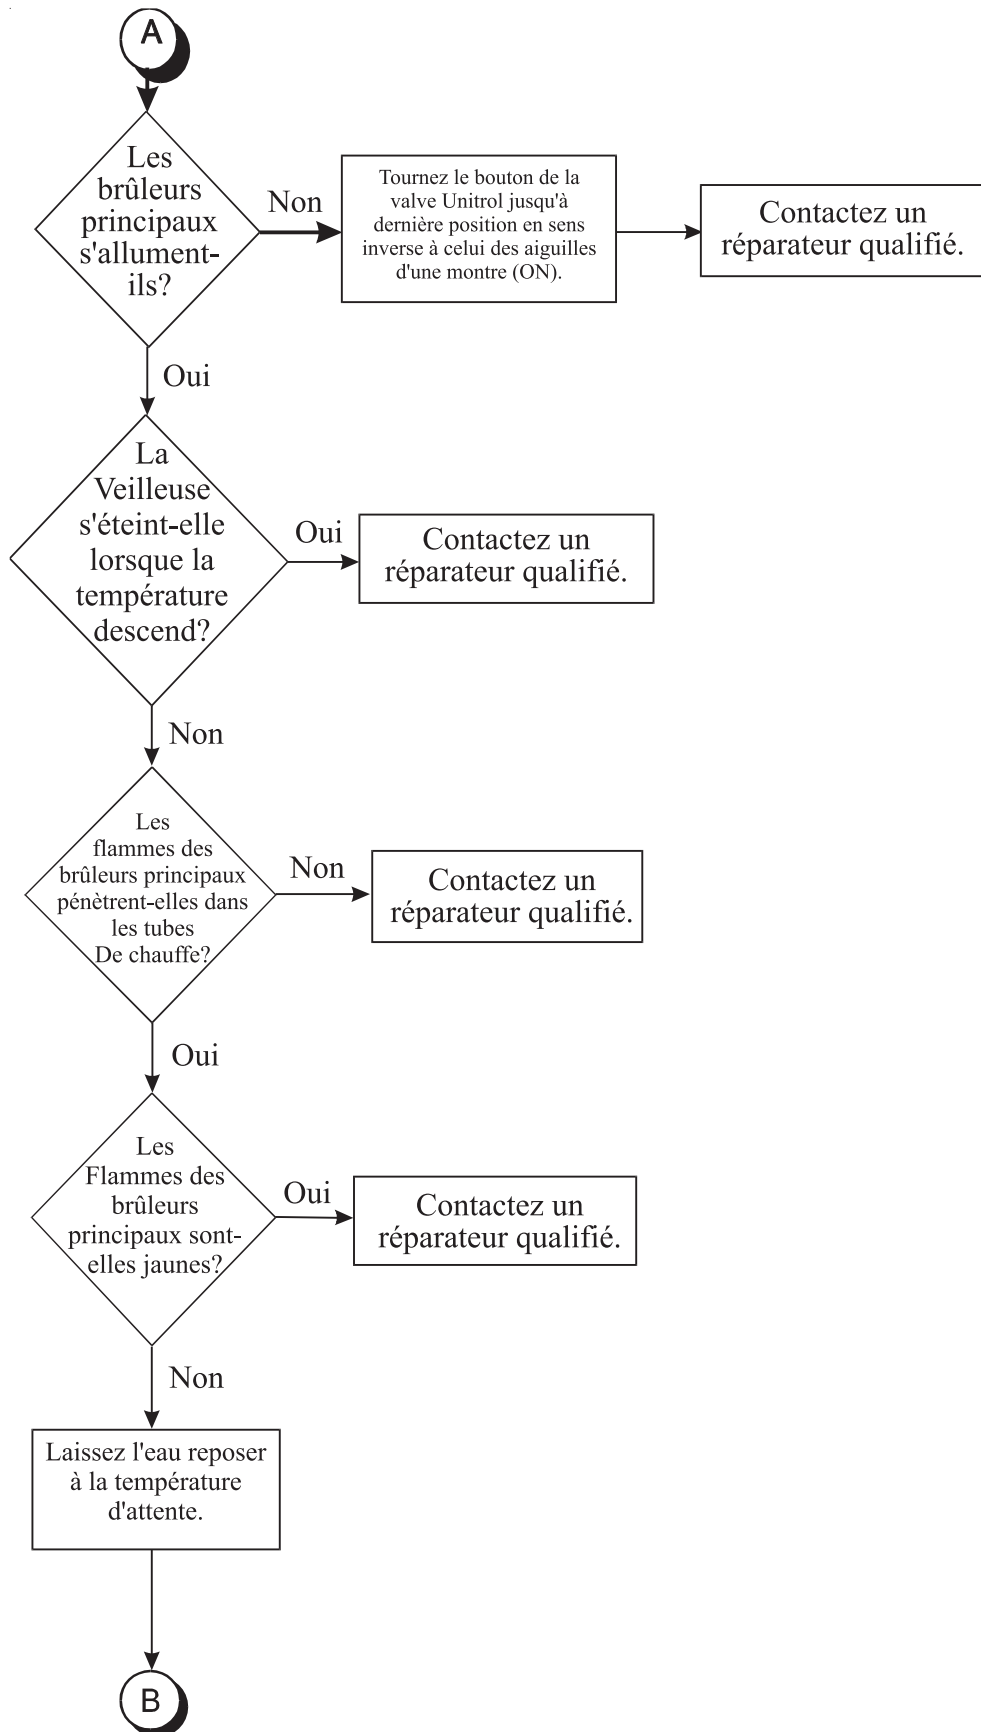 A
Les
brûleurs
principaux
s'allument-
ils?
Non
Tournez le bouton de la
valve Unitrol jusqu'à
dernière position en sens
inverse à celui des aiguilles
d'une montre (ON).
Contactez un
réparateur qualifié.
Oui
La
Veilleuse
s'éteint-elle
lorsque la
température
descend?
Oui
Contactez un
réparateur qualifié.
Non
Les
flammes des
brûleurs principaux
pénètrent-elles dans
les tubes
De chauffe?
Non
Contactez un
réparateur qualifié.
Oui
Les
Flammes des
brûleurs
principaux sont-
elles jaunes?
Oui
Contactez un
réparateur qualifié.
Non
Laissez l'eau reposer
à la température
d'attente.
B